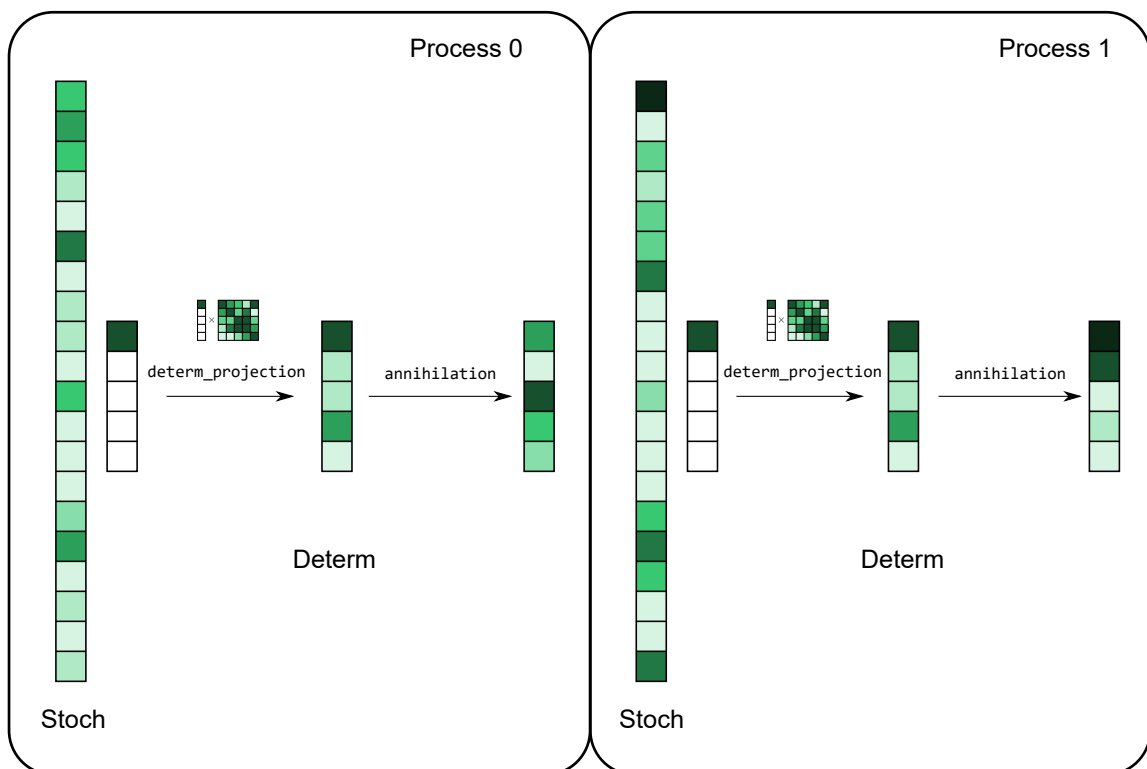 Process 0
determ_projection
annihilation
Determ
Stoch
Process 1
determ_projection
annihilation
Determ
Stoch